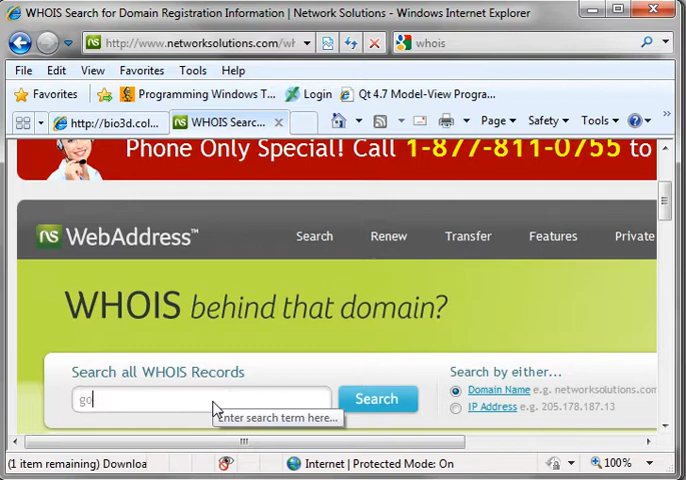 WHOIS Search for Domain Registration Information | Network Solutions - Windows Internet Explorer
http://www.networksolutions.com/wh
whois
File Edit View Favorites Tools Help
Favorites Programming Windows T... Login Qt 4.7 Model-View Progra...
http://bio3d.col... WHOIS Searc...
Page Safety Tools
Phone Only Special! Call 1-877-811-0755 to
ns WebAddress™ Search Renew Transfer Features Private
WHOIS behind that domain?
Search all WHOIS Records
Search by either...
go
Search
Domain Name e.g. networksolutions.com
IP Address e.g. 205.178.187.13
Enter search term here...
(1 item remaining) Downloa
Internet | Protected Mode: On
100%